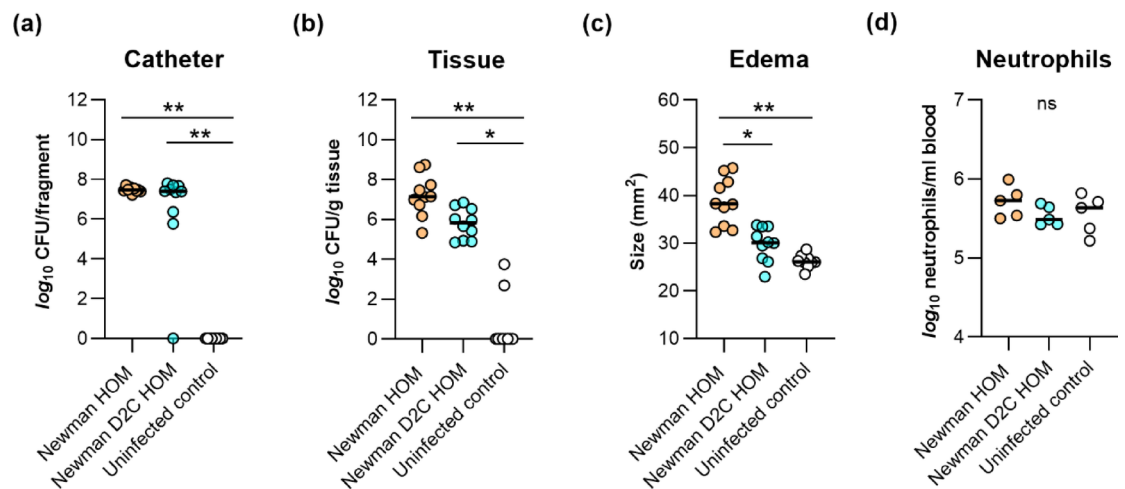 (a)
Catheter
log10 CFU/fragment
12
10
8
6
4
2
0
**
**
Newman HOM
Newman D2C HOM
Uninfected control
(b)
Tissue
log10 CFU/g tissue
12
10
8
6
4
2
0
**
*
Newman HOM
Newman D2C HOM
Uninfected control
(c)
Edema
Size (mm2)
60
50
40
30
20
10
**
*
Newman HOM
Newman D2C HOM
Uninfected control
(d)
Neutrophils
log10 neutrophils/ml blood
7
6
5
4
ns
Newman HOM
Newman D2C HOM
Uninfected control